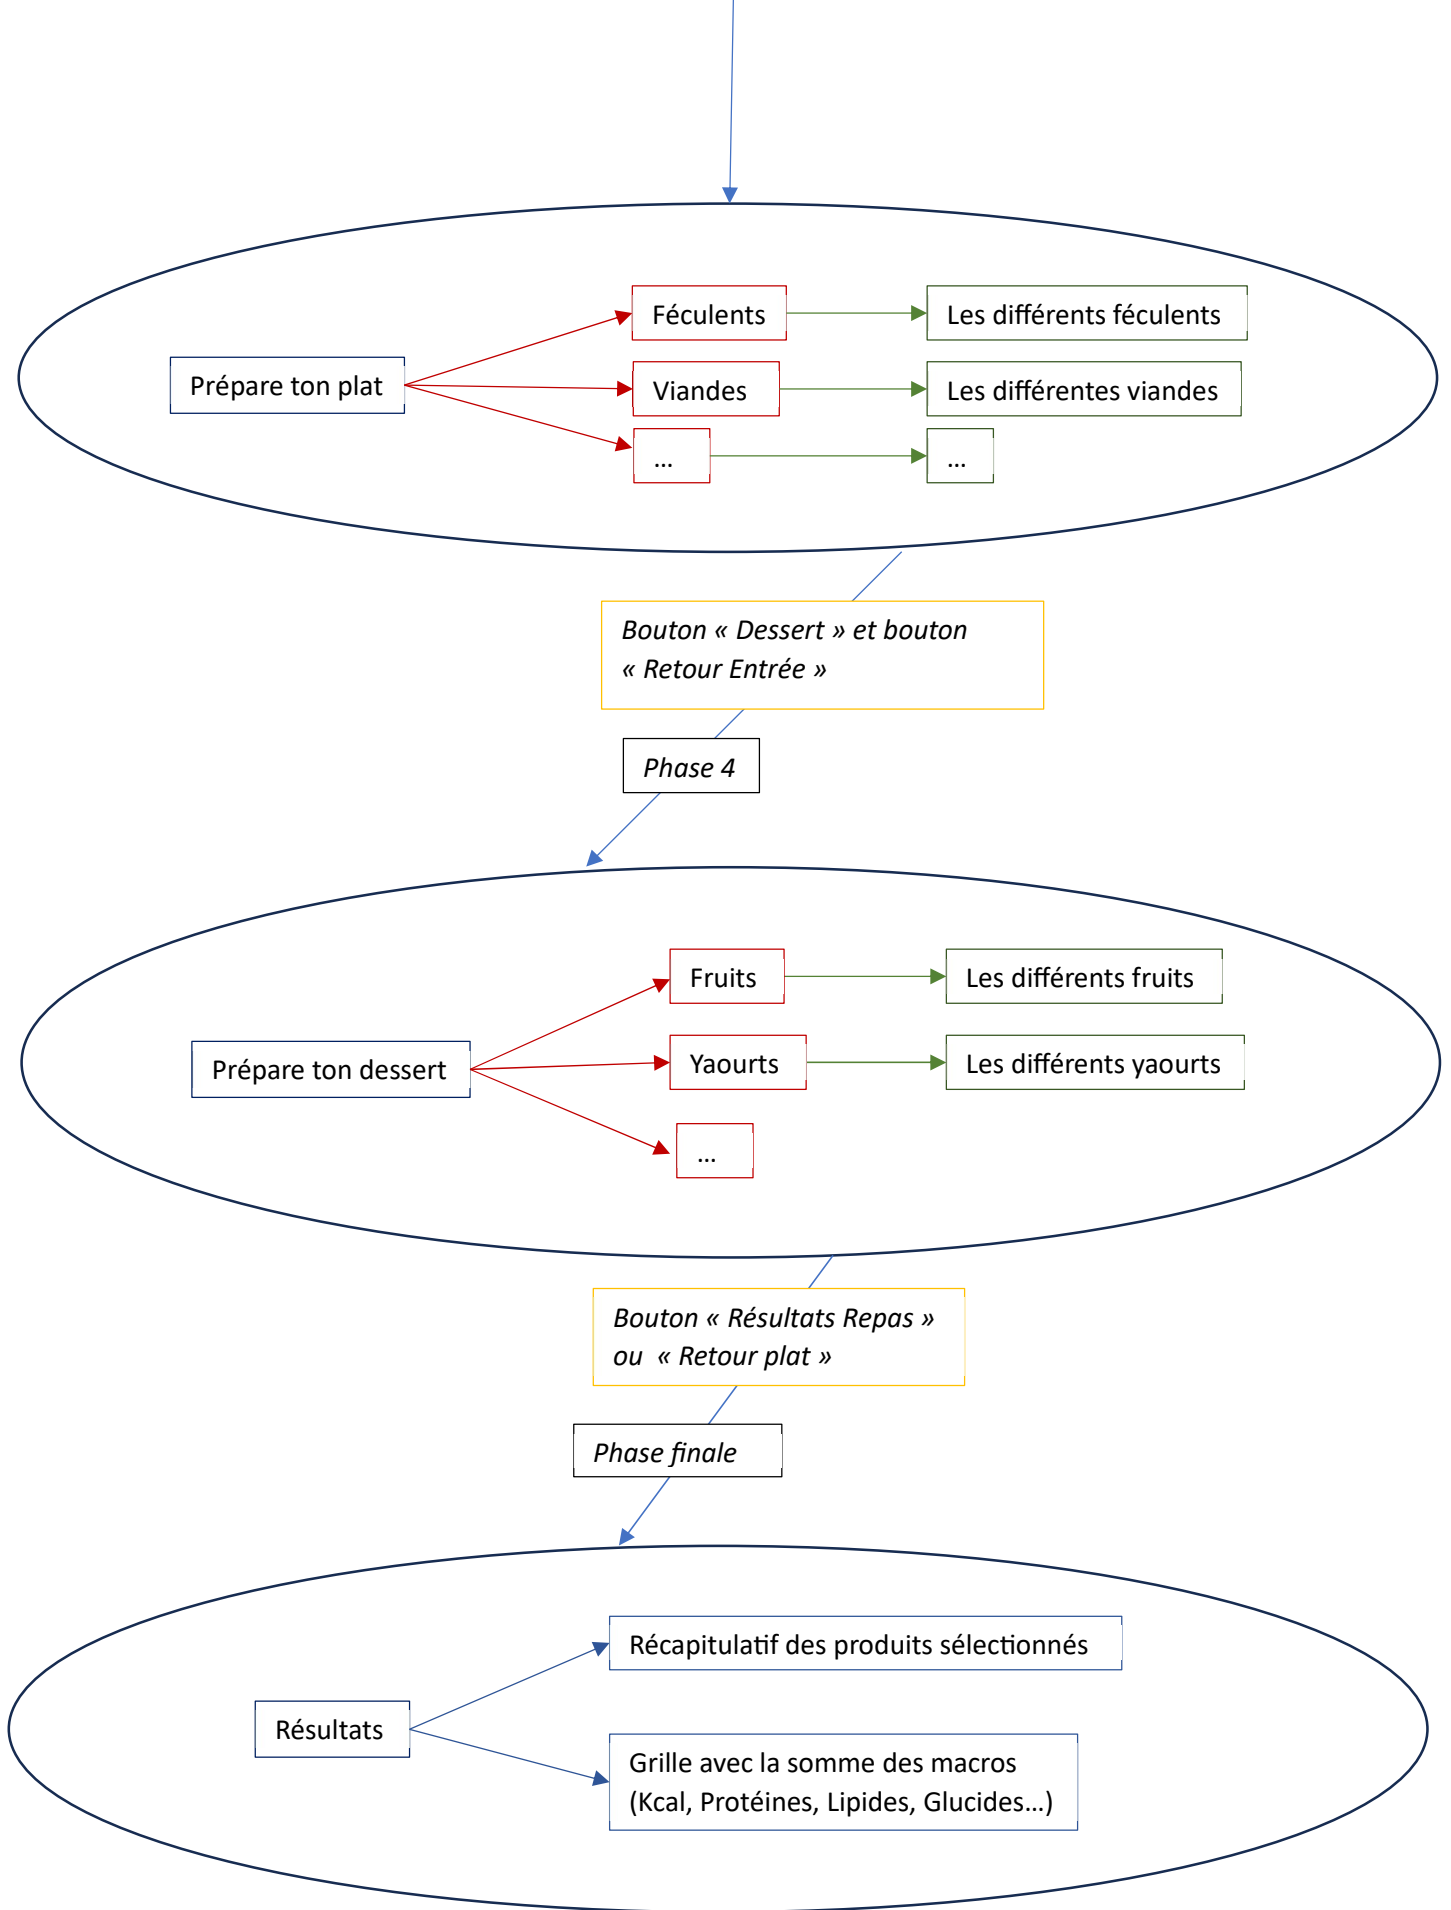 Féculents
Les différents féculents
Prépare ton plat
Viandes
Les différentes viandes
...
...
Bouton « Dessert » et bouton
« Retour Entrée »
Phase 4
Fruits
Les différents fruits
Prépare ton dessert
Yaourts
Les différents yaourts
...
Bouton « Résultats Repas »
ou « Retour plat »
Phase finale
Récapitulatif des produits sélectionnés
Résultats
Grille avec la somme des macros
(Kcal, Protéines, Lipides, Glucides...)